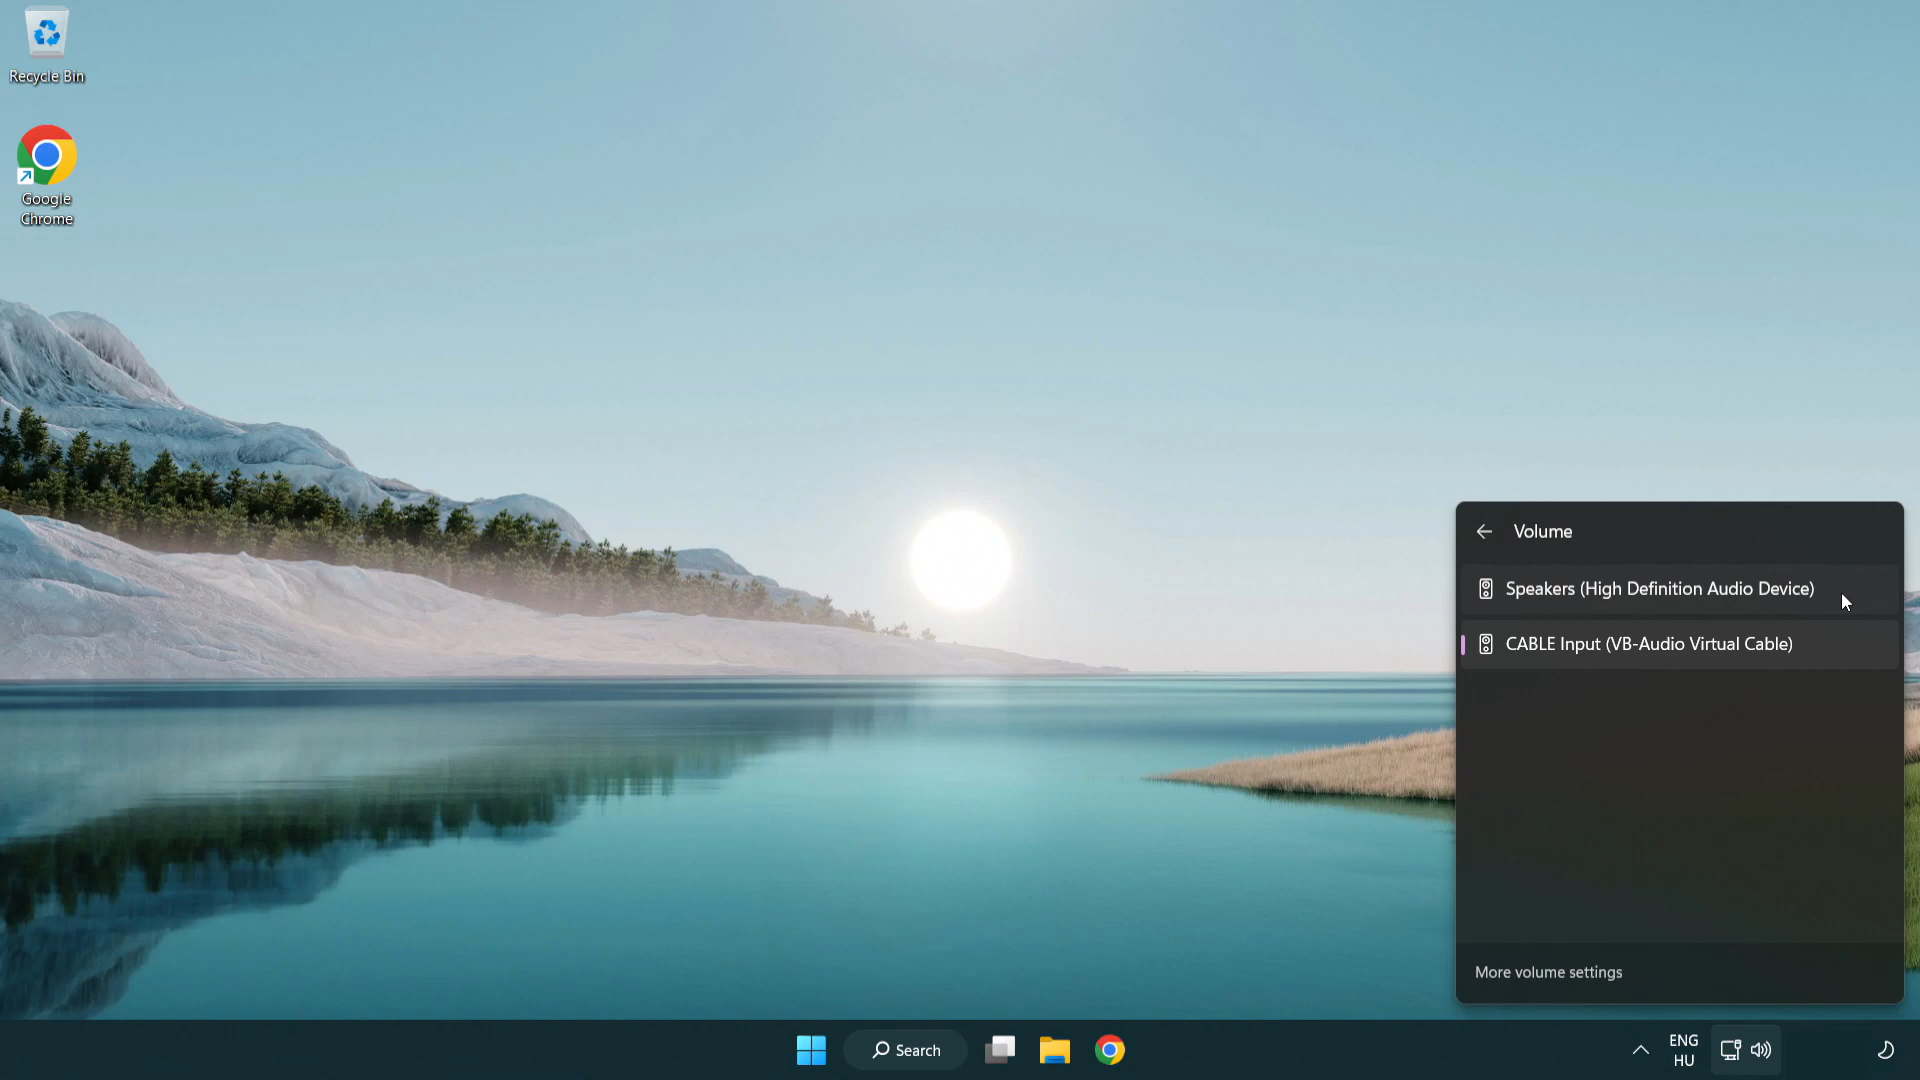 Recycle Bin
Google
Chrome
Volume
Speakers (High Definition Audio Device)
CABLE Input (VB-Audio Virtual Cable)
More volume settings
Search
ENG
HU